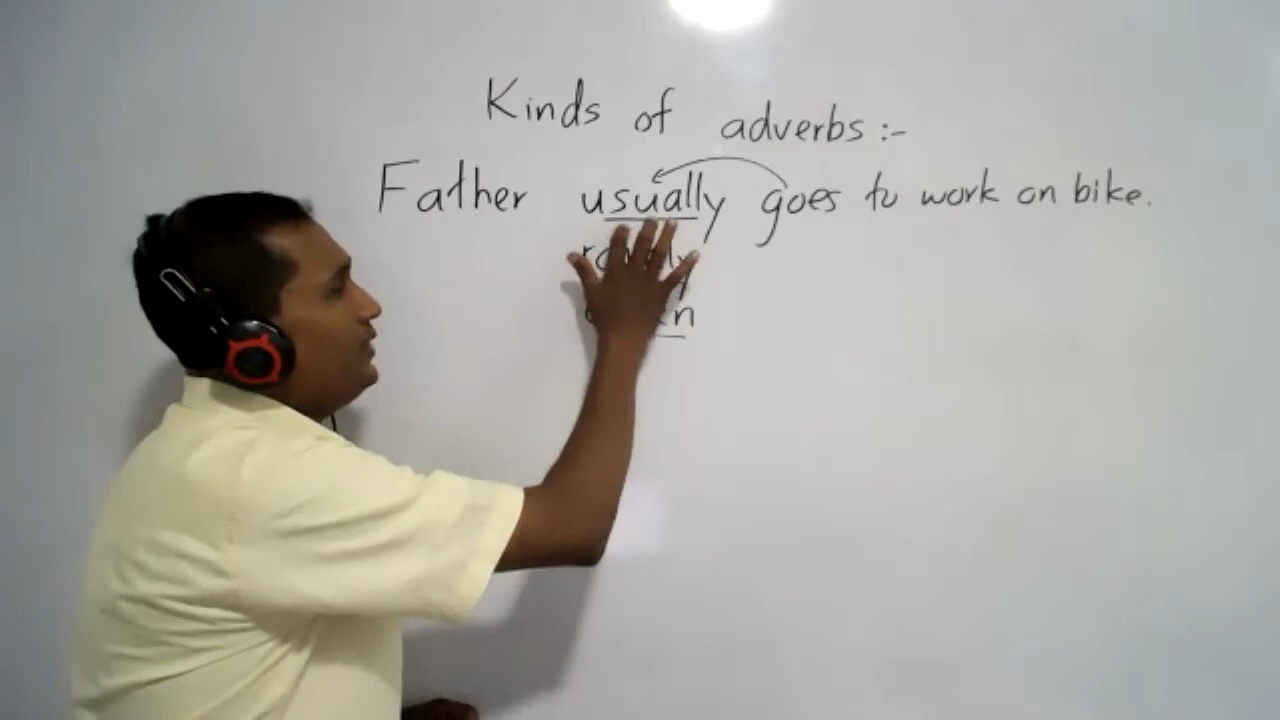 Kinds of adverbs :-
Father usually goes to work on bike.